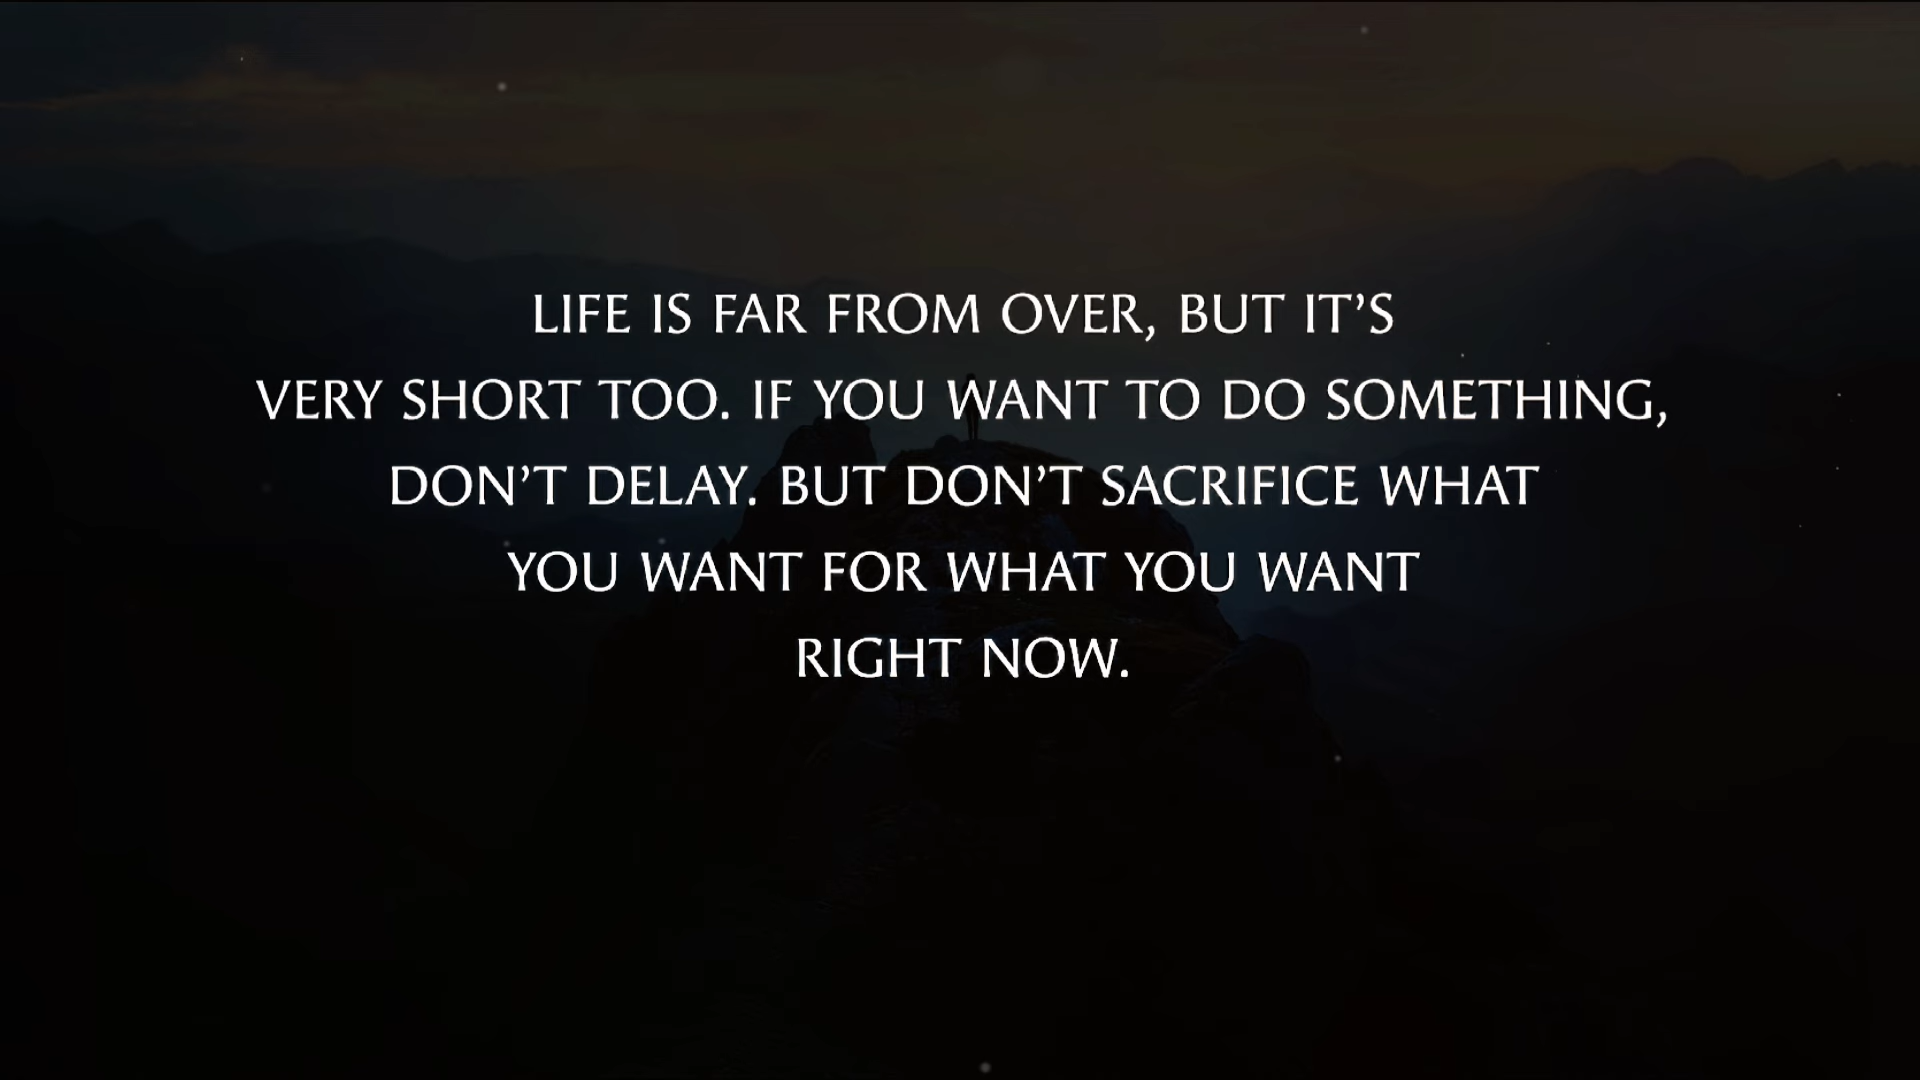 LIFE IS FAR FROM OVER, BUT IT’S
VERY SHORT TOO. IF YOU WANT TO DO SOMETHING,
DON’T DELAY. BUT DON’T SACRIFICE WHAT
YOU WANT FOR WHAT YOU WANT
RIGHT NOW.